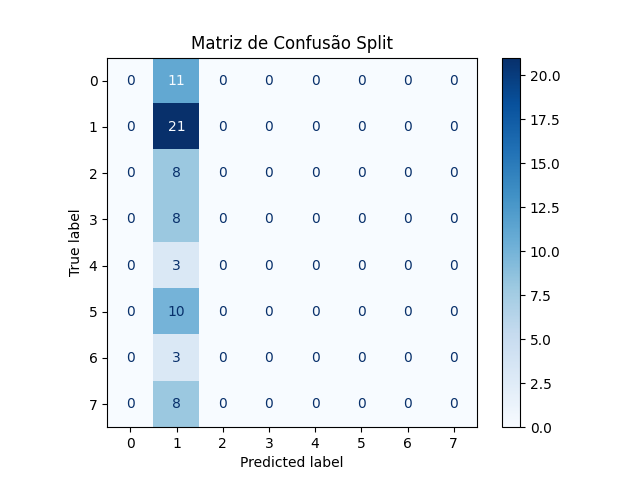 Matriz de Confusão Split
True label
0 0 11 0 0 0 0 0 0
1 0 21 0 0 0 0 0 0
2 0 8 0 0 0 0 0 0
3 0 8 0 0 0 0 0 0
4 0 3 0 0 0 0 0 0
5 0 10 0 0 0 0 0 0
6 0 3 0 0 0 0 0 0
7 0 8 0 0 0 0 0 0
0 1 2 3 4 5 6 7
Predicted label
20.0
17.5
15.0
12.5
10.0
7.5
5.0
2.5
0.0